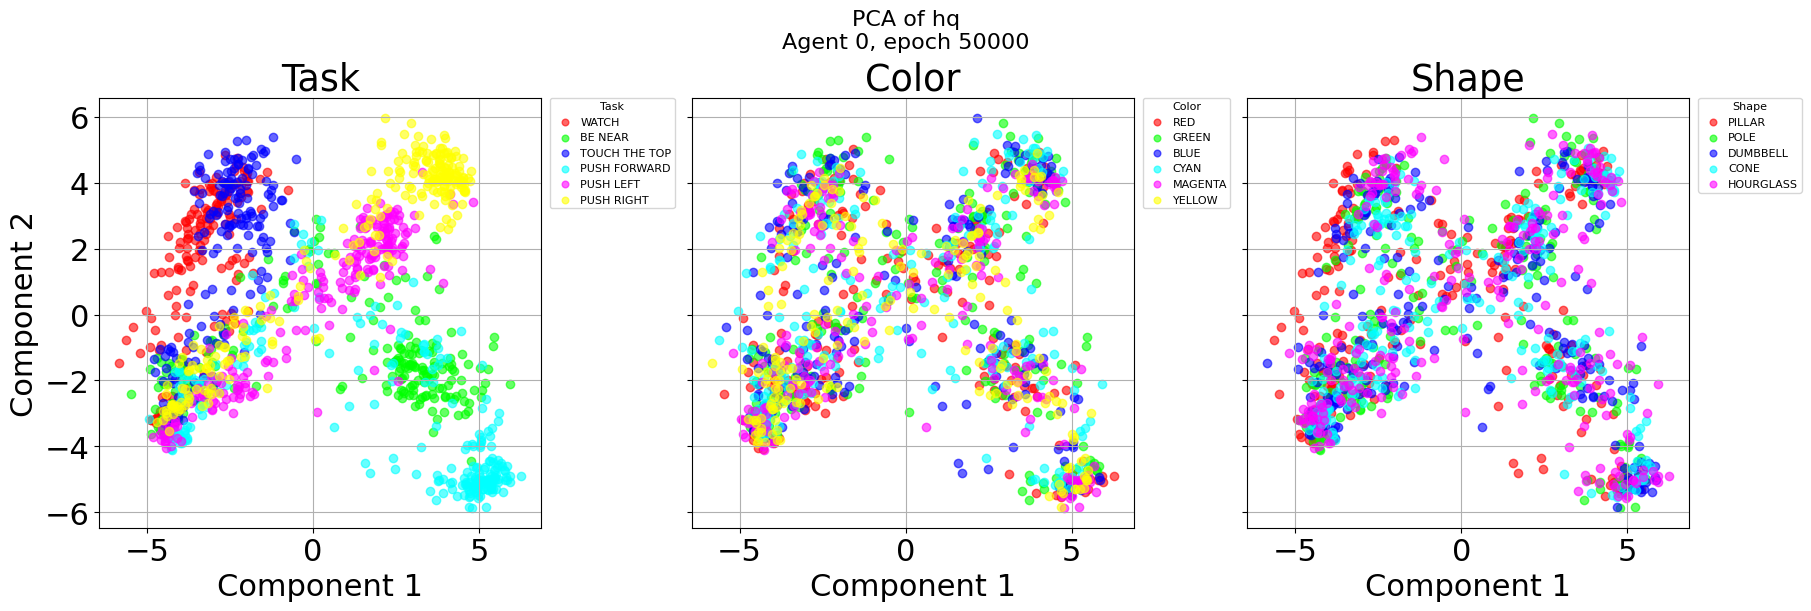 PCA of hq
Agent 0, epoch 50000
Task
Color
Shape
Task
WATCH
BE NEAR
TOUCH THE TOP
PUSH FORWARD
PUSH LEFT
PUSH RIGHT
Color
RED
GREEN
BLUE
CYAN
MAGENTA
YELLOW
Shape
PILLAR
POLE
DUMBBELL
CONE
HOURGLASS
Component 2
6
4
2
0
−2
−4
−6
−5 0 5
−5 0 5
−5 0 5
Component 1
Component 1
Component 1